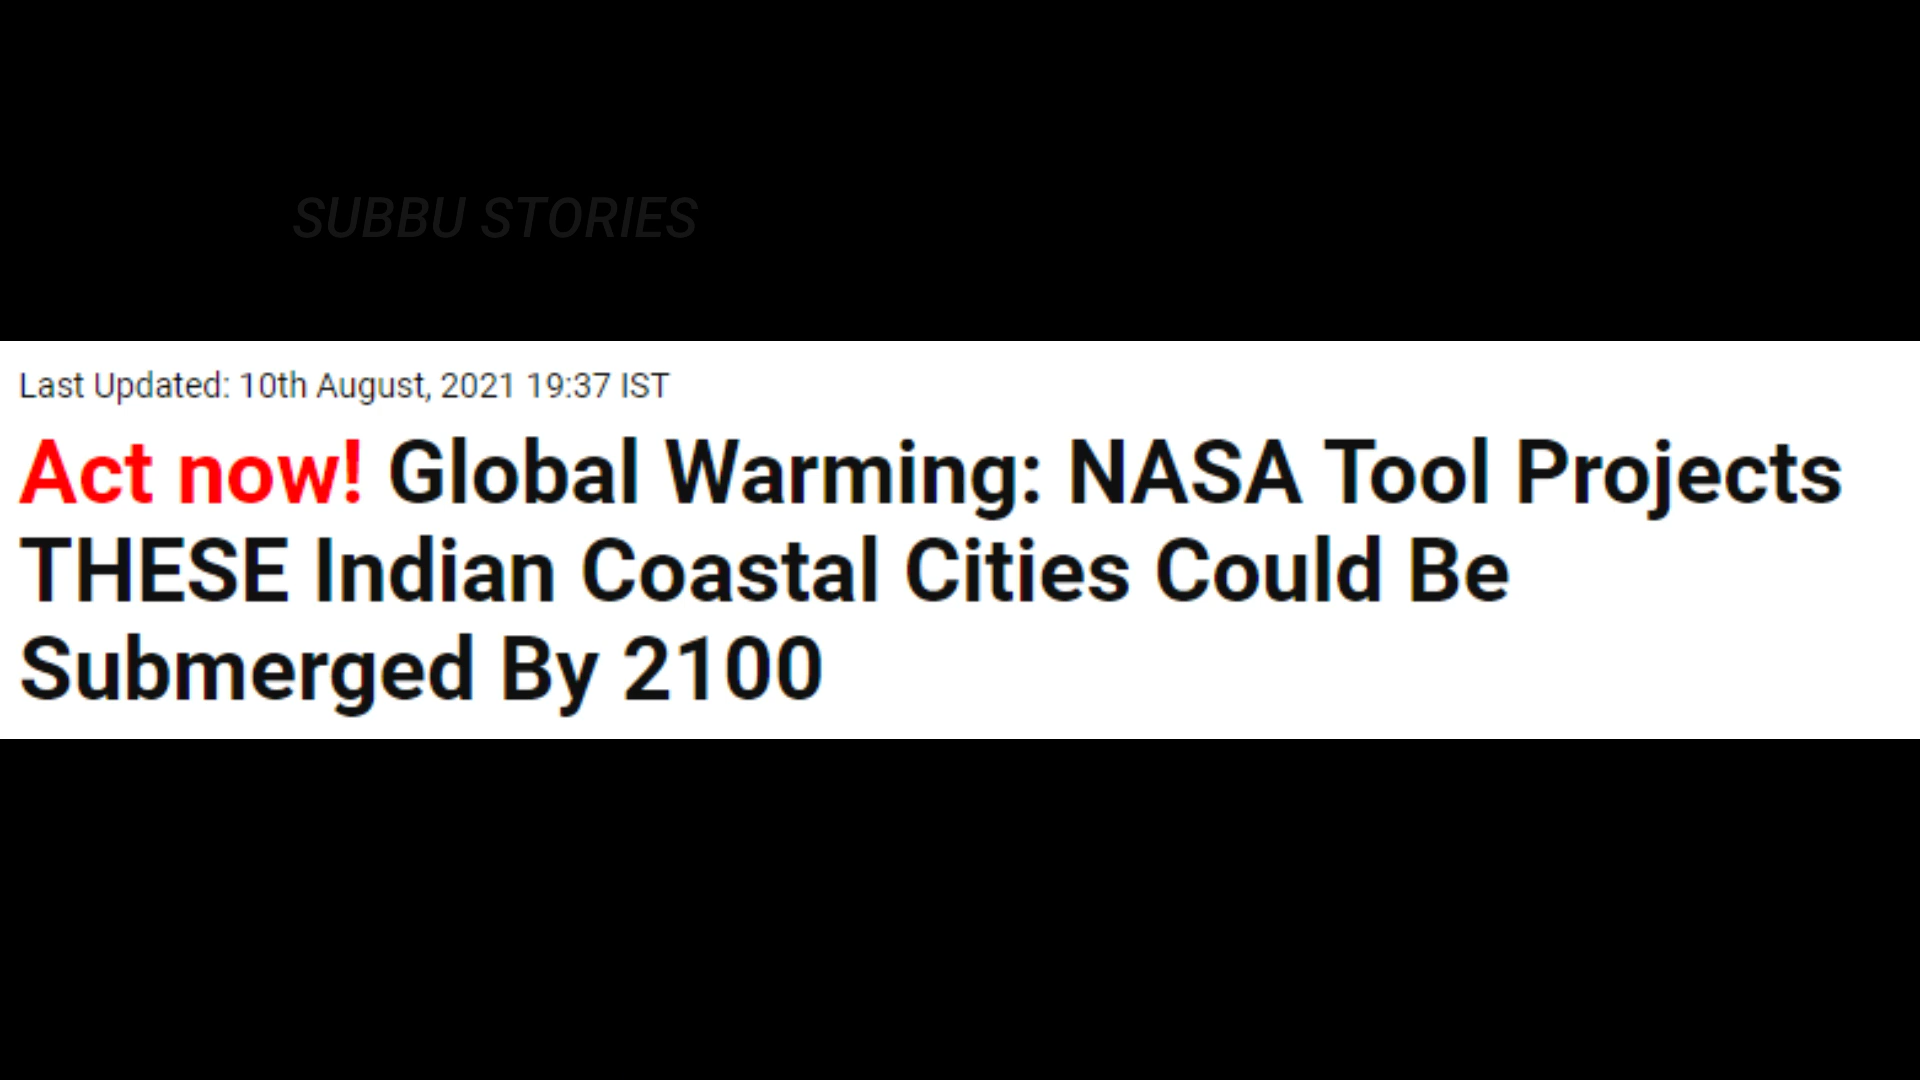 SUBBU STORIES
Last Updated: 10th August, 2021 19:37 IST
Act now! Global Warming: NASA Tool Projects
THESE Indian Coastal Cities Could Be
Submerged By 2100